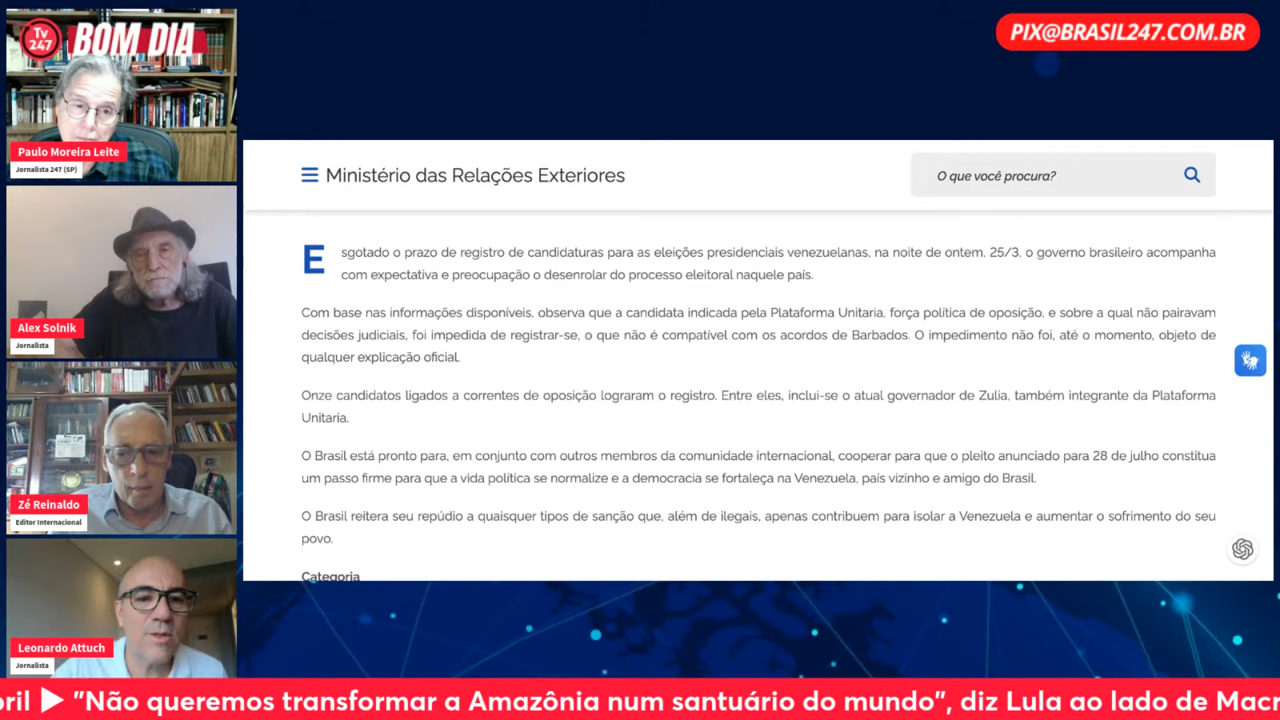 Tv 247
BOM DIA
PIX@BRASIL247.COM.BR
Paulo Moreira Leite
Jornalista 247 (SP)
Alex Solnik
Jornalista
Zé Reinaldo
Editor Internacional
Leonardo Attuch
Jornalista
Ministério das Relações Exteriores
O que você procura?
Esgotado o prazo de registro de candidaturas para as eleições presidenciais venezuelanas, na noite de ontem, 25/3, o governo brasileiro acompanha
com expectativa e preocupação o desenrolar do processo eleitoral naquele país.
Com base nas informações disponíveis, observa que a candidata indicada pela Plataforma Unitaria, força política de oposição, e sobre a qual não pairavam
decisões judiciais, foi impedida de registrar-se, o que não é compatível com os acordos de Barbados. O impedimento não foi, até o momento, objeto de
qualquer explicação oficial.
Onze candidatos ligados a correntes de oposição lograram o registro. Entre eles, inclui-se o atual governador de Zulia, também integrante da Plataforma
Unitaria.
O Brasil está pronto para, em conjunto com outros membros da comunidade internacional, cooperar para que o pleito anunciado para 28 de julho constitua
um passo firme para que a vida política se normalize e a democracia se fortaleça na Venezuela, país vizinho e amigo do Brasil.
O Brasil reitera seu repúdio a quaisquer tipos de sanção que, além de ilegais, apenas contribuem para isolar a Venezuela e aumentar o sofrimento do seu
povo.
Categoria
ril ▶ "Não queremos transformar a Amazônia num santuário do mundo", diz Lula ao lado de Macr